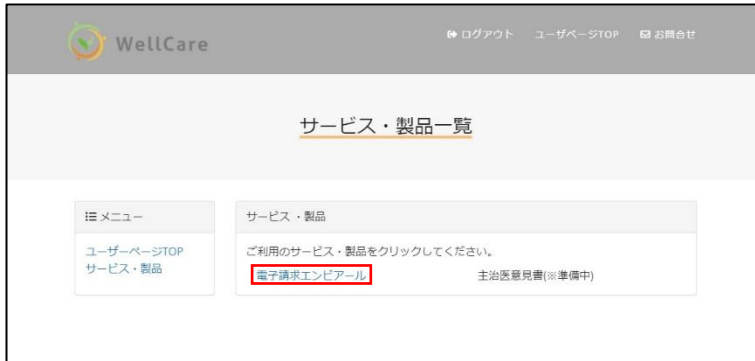 WellCare
ログアウト ユーザページTOP お問合せ
サービス・製品一覧
メニュー
ユーザーページTOP
サービス・製品
サービス・製品
ご利用のサービス・製品をクリックしてください。
電子請求エンピアール 主治医意見書(※準備中)